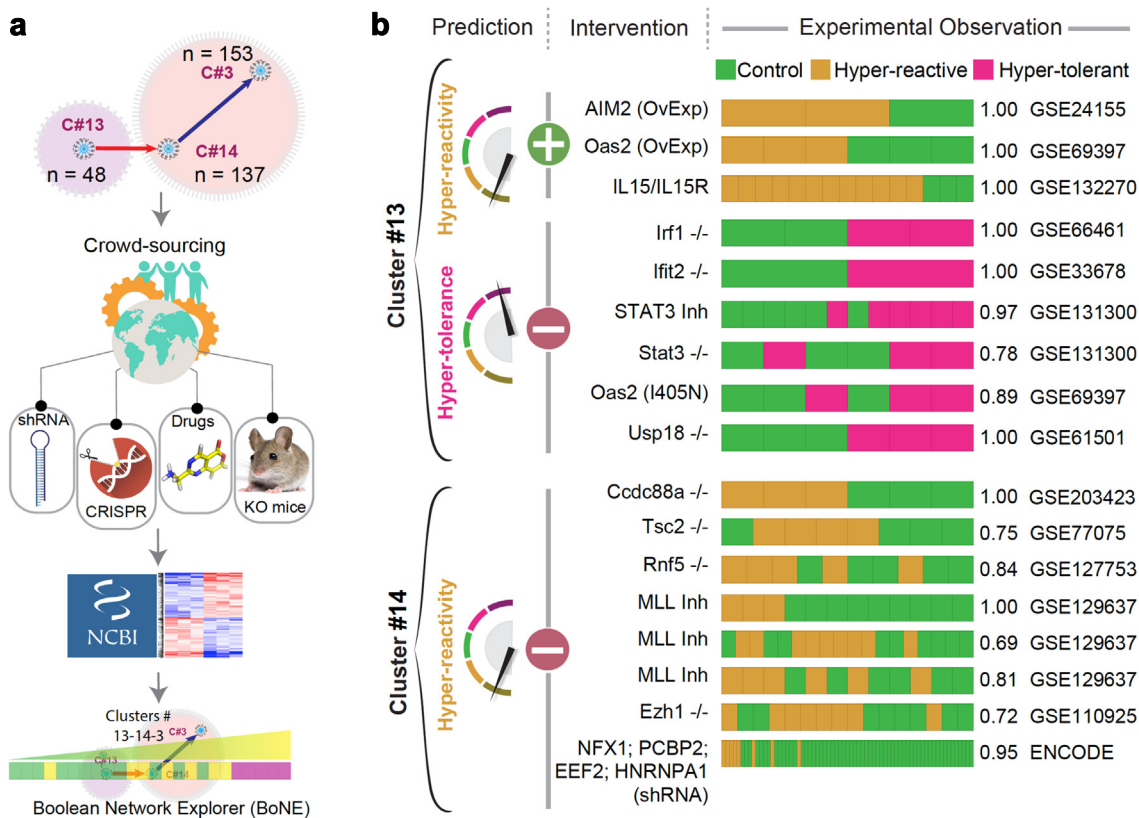 a
n = 153
C#3
C#13
C#14
n = 48
n = 137
Crowd-sourcing
shRNA
CRISPR
Drugs
KO mice
NCBI
Clusters #
13-14-3
C#3
C#13
C#14
Boolean Network Explorer (BoNE)
b
Prediction
Intervention
Experimental Observation
Control
Hyper-reactive
Hyper-tolerant
Cluster #13
Hyper-reactivity
AIM2 (OvExp) 1.00 GSE24155
Oas2 (OvExp) 1.00 GSE69397
IL15/IL15R 1.00 GSE132270
Hyper-tolerance
Irf1 -/- 1.00 GSE66461
Ifit2 -/- 1.00 GSE33678
STAT3 Inh 0.97 GSE131300
Stat3 -/- 0.78 GSE131300
Oas2 (I405N) 0.89 GSE69397
Usp18 -/- 1.00 GSE61501
Cluster #14
Hyper-reactivity
Ccdc88a -/- 1.00 GSE203423
Tsc2 -/- 0.75 GSE77075
Rnf5 -/- 0.84 GSE127753
MLL Inh 1.00 GSE129637
MLL Inh 0.69 GSE129637
MLL Inh 0.81 GSE129637
Ezh1 -/- 0.72 GSE110925
NFX1; PCBP2; 0.95 ENCODE
EEF2; HNRNPA1
(shRNA)